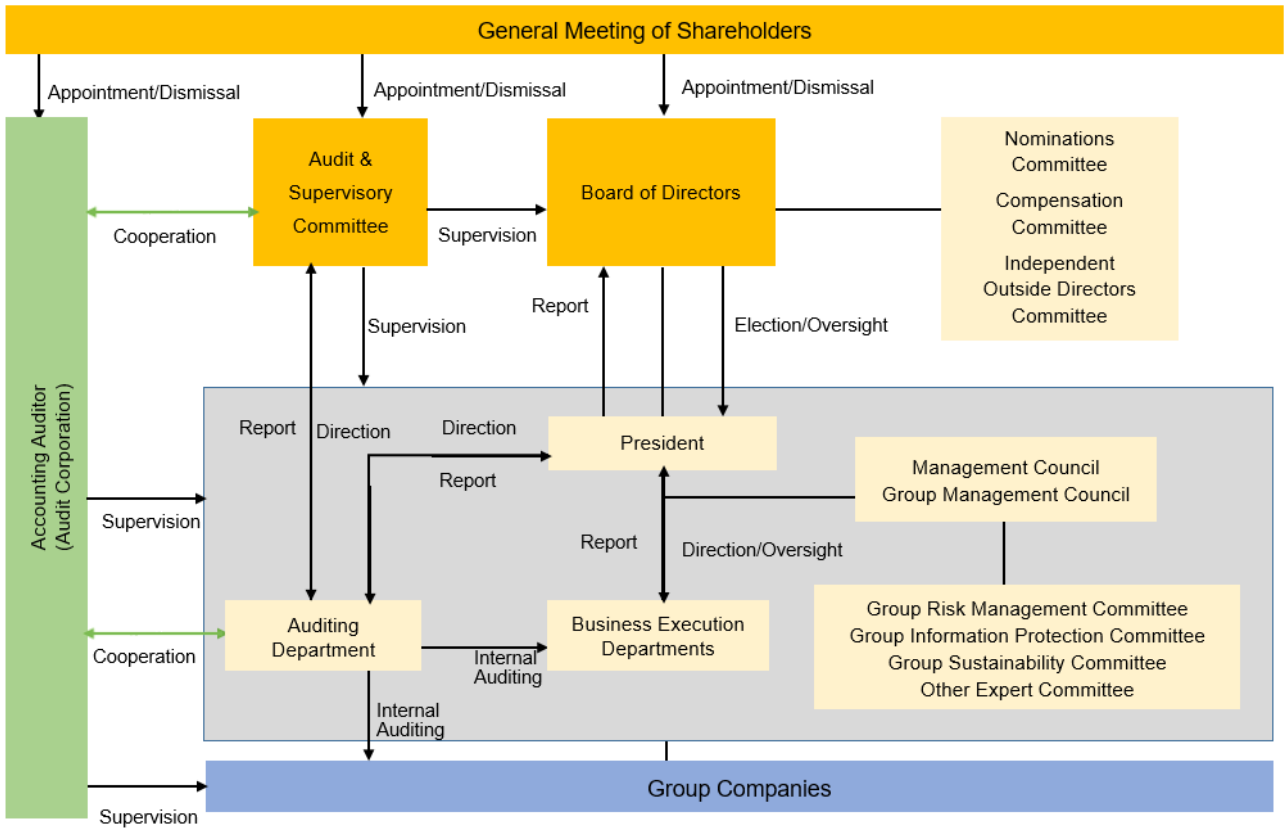 General Meeting of Shareholders
Appointment/Dismissal
Appointment/Dismissal
Appointment/Dismissal
Audit &
Supervisory
Committee
Board of Directors
Nominations
Committee
Compensation
Committee
Independent
Outside Directors
Committee
Cooperation
Supervision
Report
Supervision
Election/Oversight
Accounting Auditor
(Audit Corporation)
Report
Direction
Direction
Report
President
Management Council
Group Management Council
Supervision
Report
Direction/Oversight
Auditing
Department
Business Execution
Departments
Group Risk Management Committee
Group Information Protection Committee
Group Sustainability Committee
Other Expert Committee
Cooperation
Internal
Auditing
Internal
Auditing
Group Companies
Supervision